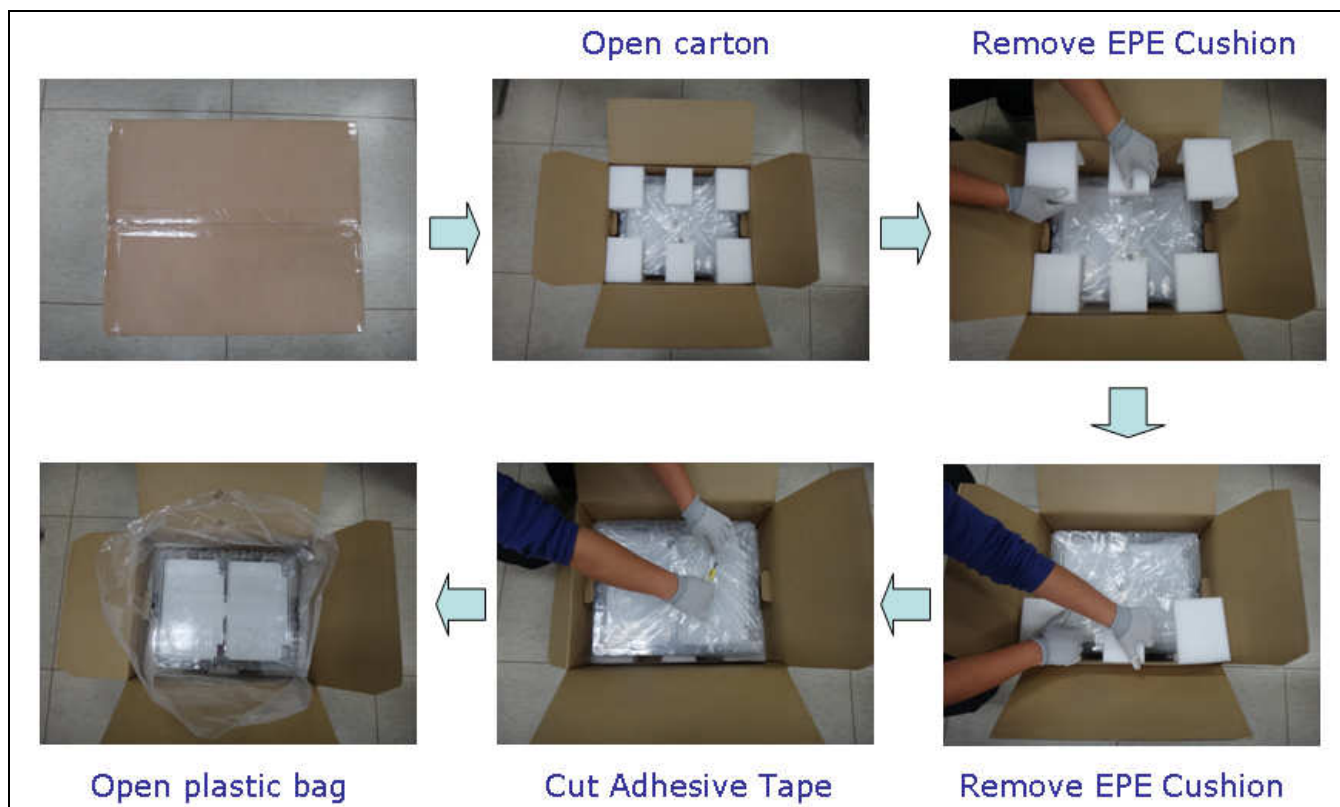 Open carton
Remove EPE Cushion
Remove EPE Cushion
Cut Adhesive Tape
Open plastic bag